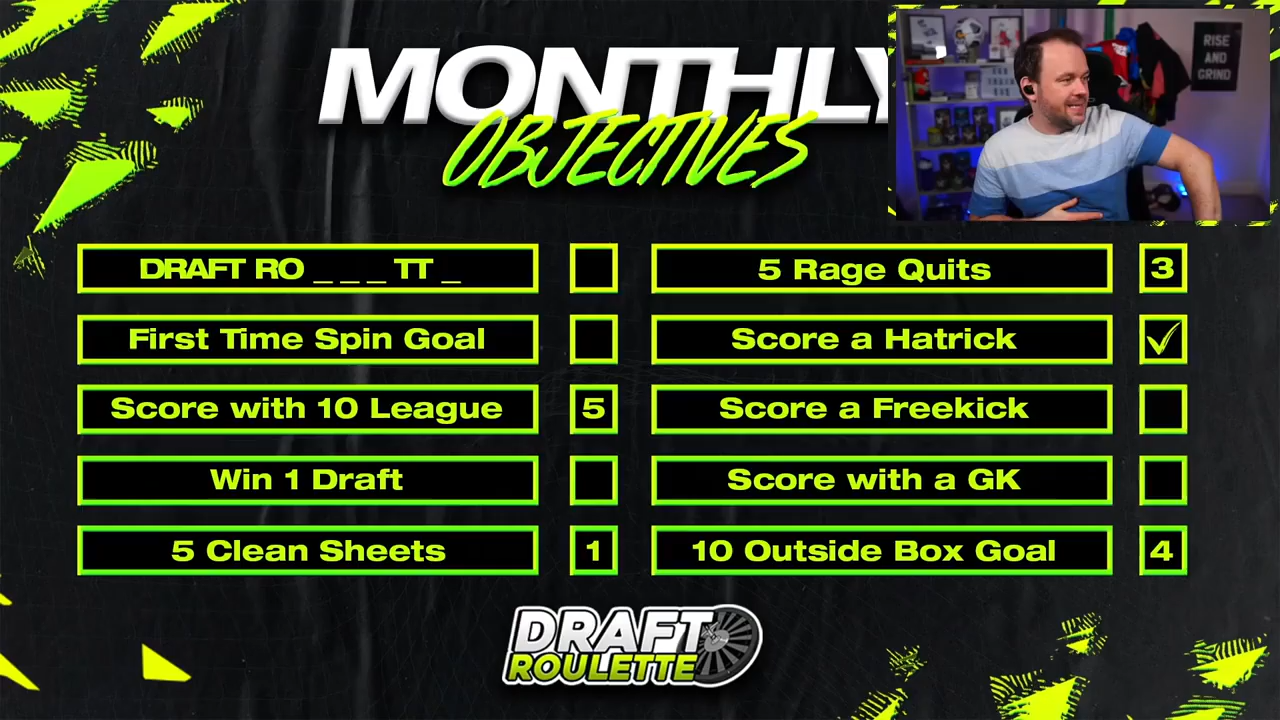 MONTHLY
OBJECTIVES
RISE
AND
GRIND
DRAFT RO _ _ _ TT _
First Time Spin Goal
Score with 10 League
5
Win 1 Draft
5 Clean Sheets
1
5 Rage Quits
3
Score a Hatrick
✓
Score a Freekick
Score with a GK
10 Outside Box Goal
4
DRAFT
ROULETTE